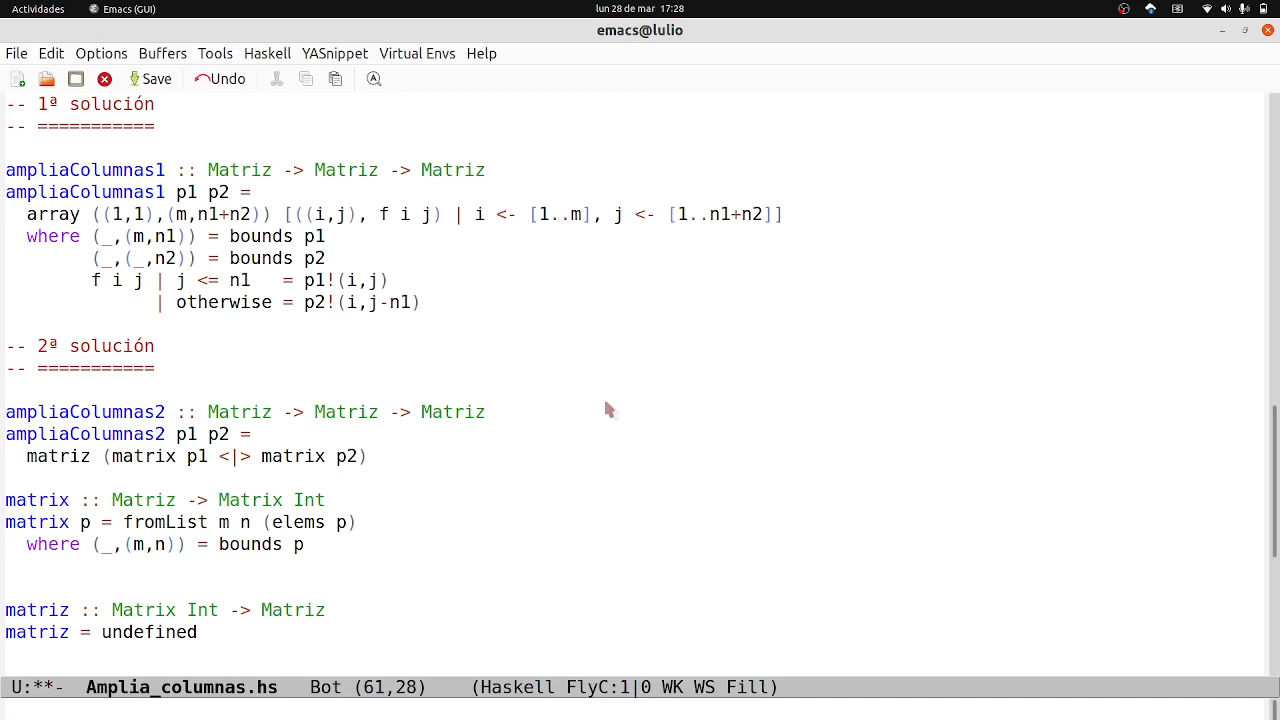 Actividades Emacs (GUI) lun 28 de mar 17:28
emacs@lulio
File Edit Options Buffers Tools Haskell YASnippet Virtual Envs Help
Save Undo
-- 1ª solución
-- ===========
ampliaColumnas1 :: Matriz -> Matriz -> Matriz
ampliaColumnas1 p1 p2 =
  array ((1,1),(m,n1+n2)) [((i,j), f i j) | i <- [1..m], j <- [1..n1+n2]]
  where (_,(m,n1)) = bounds p1
        (_,(_,n2)) = bounds p2
        f i j | j <= n1   = p1!(i,j)
              | otherwise = p2!(i,j-n1)
-- 2ª solución
-- ===========
ampliaColumnas2 :: Matriz -> Matriz -> Matriz
ampliaColumnas2 p1 p2 =
  matriz (matrix p1 <|> matrix p2)
matrix :: Matriz -> Matrix Int
matrix p = fromList m n (elems p)
  where (_,(m,n)) = bounds p
matriz :: Matrix Int -> Matriz
matriz = undefined
U:**-  Amplia_columnas.hs   Bot (61,28)    (Haskell FlyC:1|0 WK WS Fill)